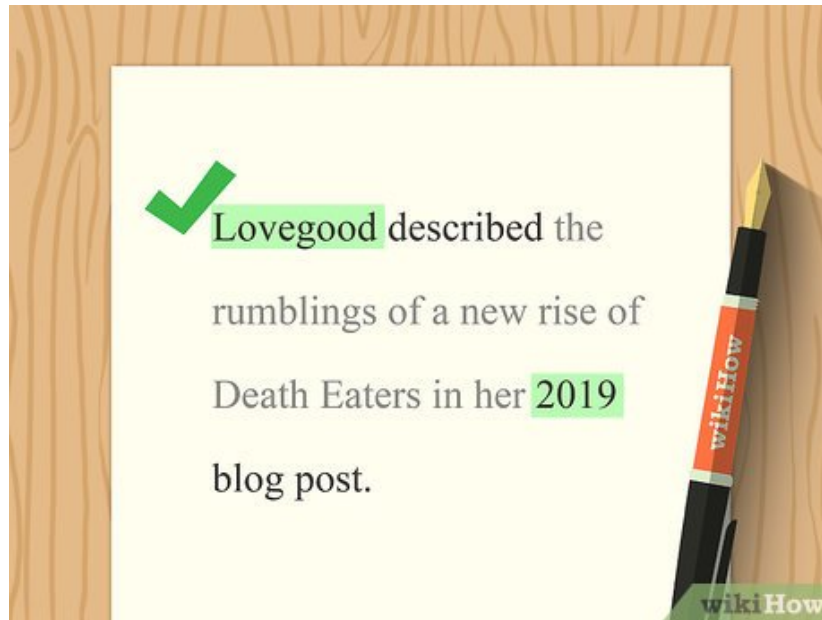 Lovegood described the
rumblings of a new rise of
Death Eaters in her 2019
blog post.
wikiHow
wikiHow